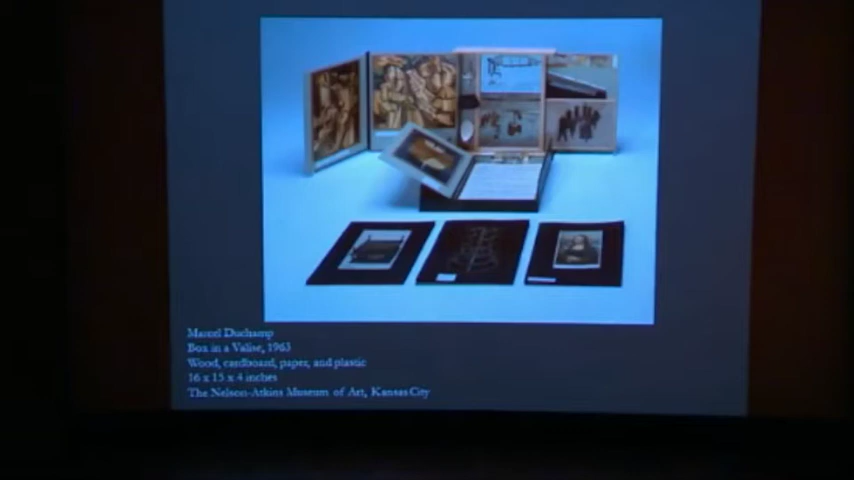 Marcel Duchamp
Box in a Valise, 1963
Wood, cardboard, paper, and plastic
16 x 15 x 4 inches
The Nelson-Atkins Museum of Art, Kansas City